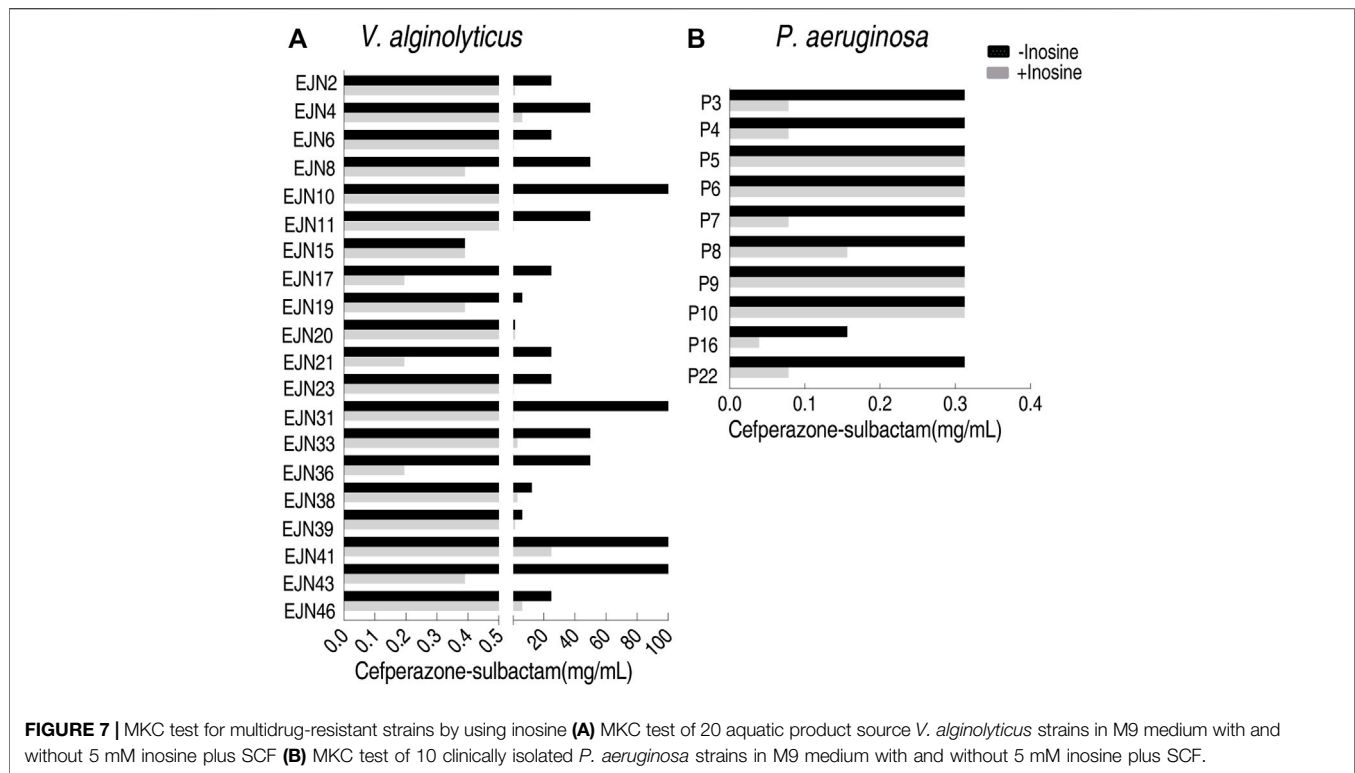 A V. alginolyticus
EJN2
EJN4
EJN6
EJN8
EJN10
EJN11
EJN15
EJN17
EJN19
EJN20
EJN21
EJN23
EJN31
EJN33
EJN36
EJN38
EJN39
EJN41
EJN43
EJN46
0.0 0.1 0.2 0.3 0.4 0.5 20 40 60 80 100
Cefperazone-sulbactam(mg/mL)
B P. aeruginosa
-Inosine
+Inosine
P3
P4
P5
P6
P7
P8
P9
P10
P16
P22
0.0 0.1 0.2 0.3 0.4
Cefperazone-sulbactam(mg/mL)
FIGURE 7 | MKC test for multidrug-resistant strains by using inosine (A) MKC test of 20 aquatic product source V. alginolyticus strains in M9 medium with and
without 5 mM inosine plus SCF (B) MKC test of 10 clinically isolated P. aeruginosa strains in M9 medium with and without 5 mM inosine plus SCF.